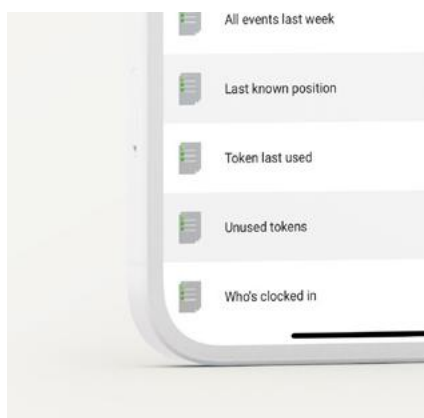 All events last week
Last known position
Token last used
Unused tokens
Who's clocked in